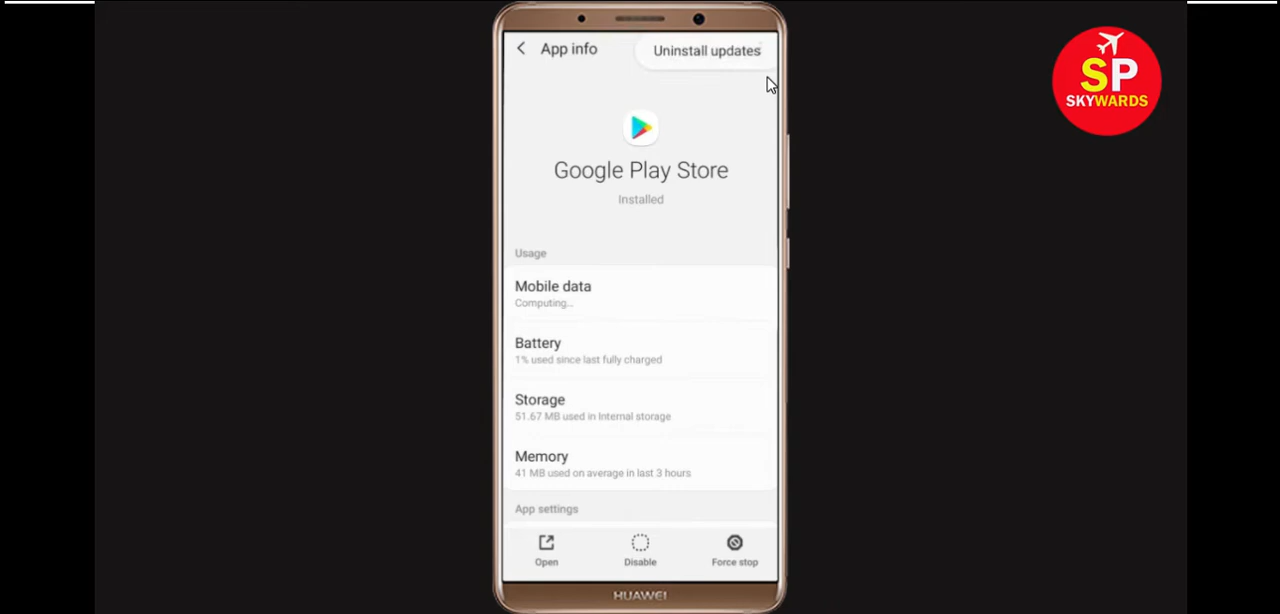 App info
Uninstall updates
SP
SKYWARDS
Google Play Store
Installed
Usage
Mobile data
Computing...
Battery
1% used since last fully charged
Storage
51.67 MB used in Internal storage
Memory
41 MB used on average in last 3 hours
App settings
Open
Disable
Force stop
HUAWEI